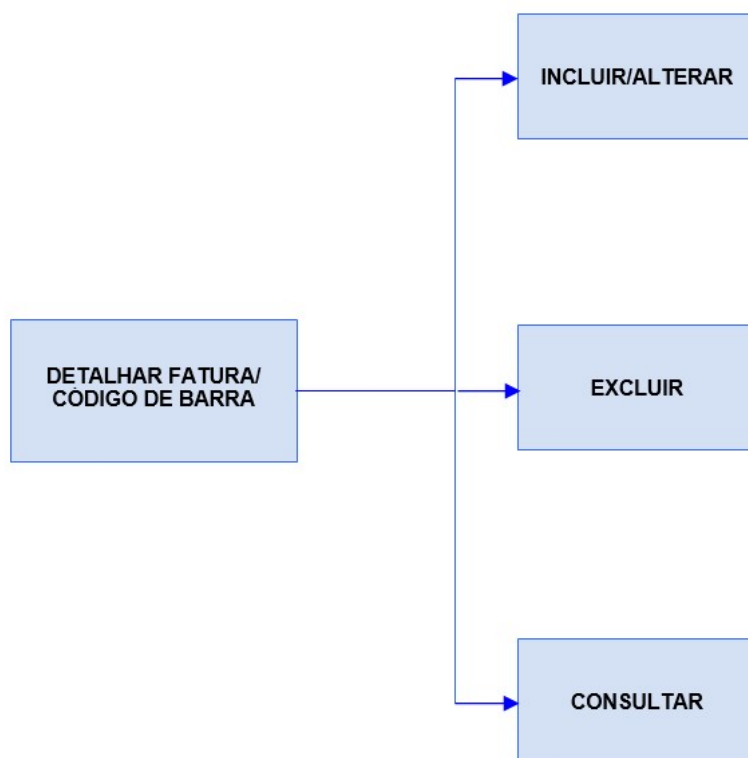 INCLUIR/ALTERAR
DETALHAR FATURA/
CÓDIGO DE BARRA
EXCLUIR
CONSULTAR